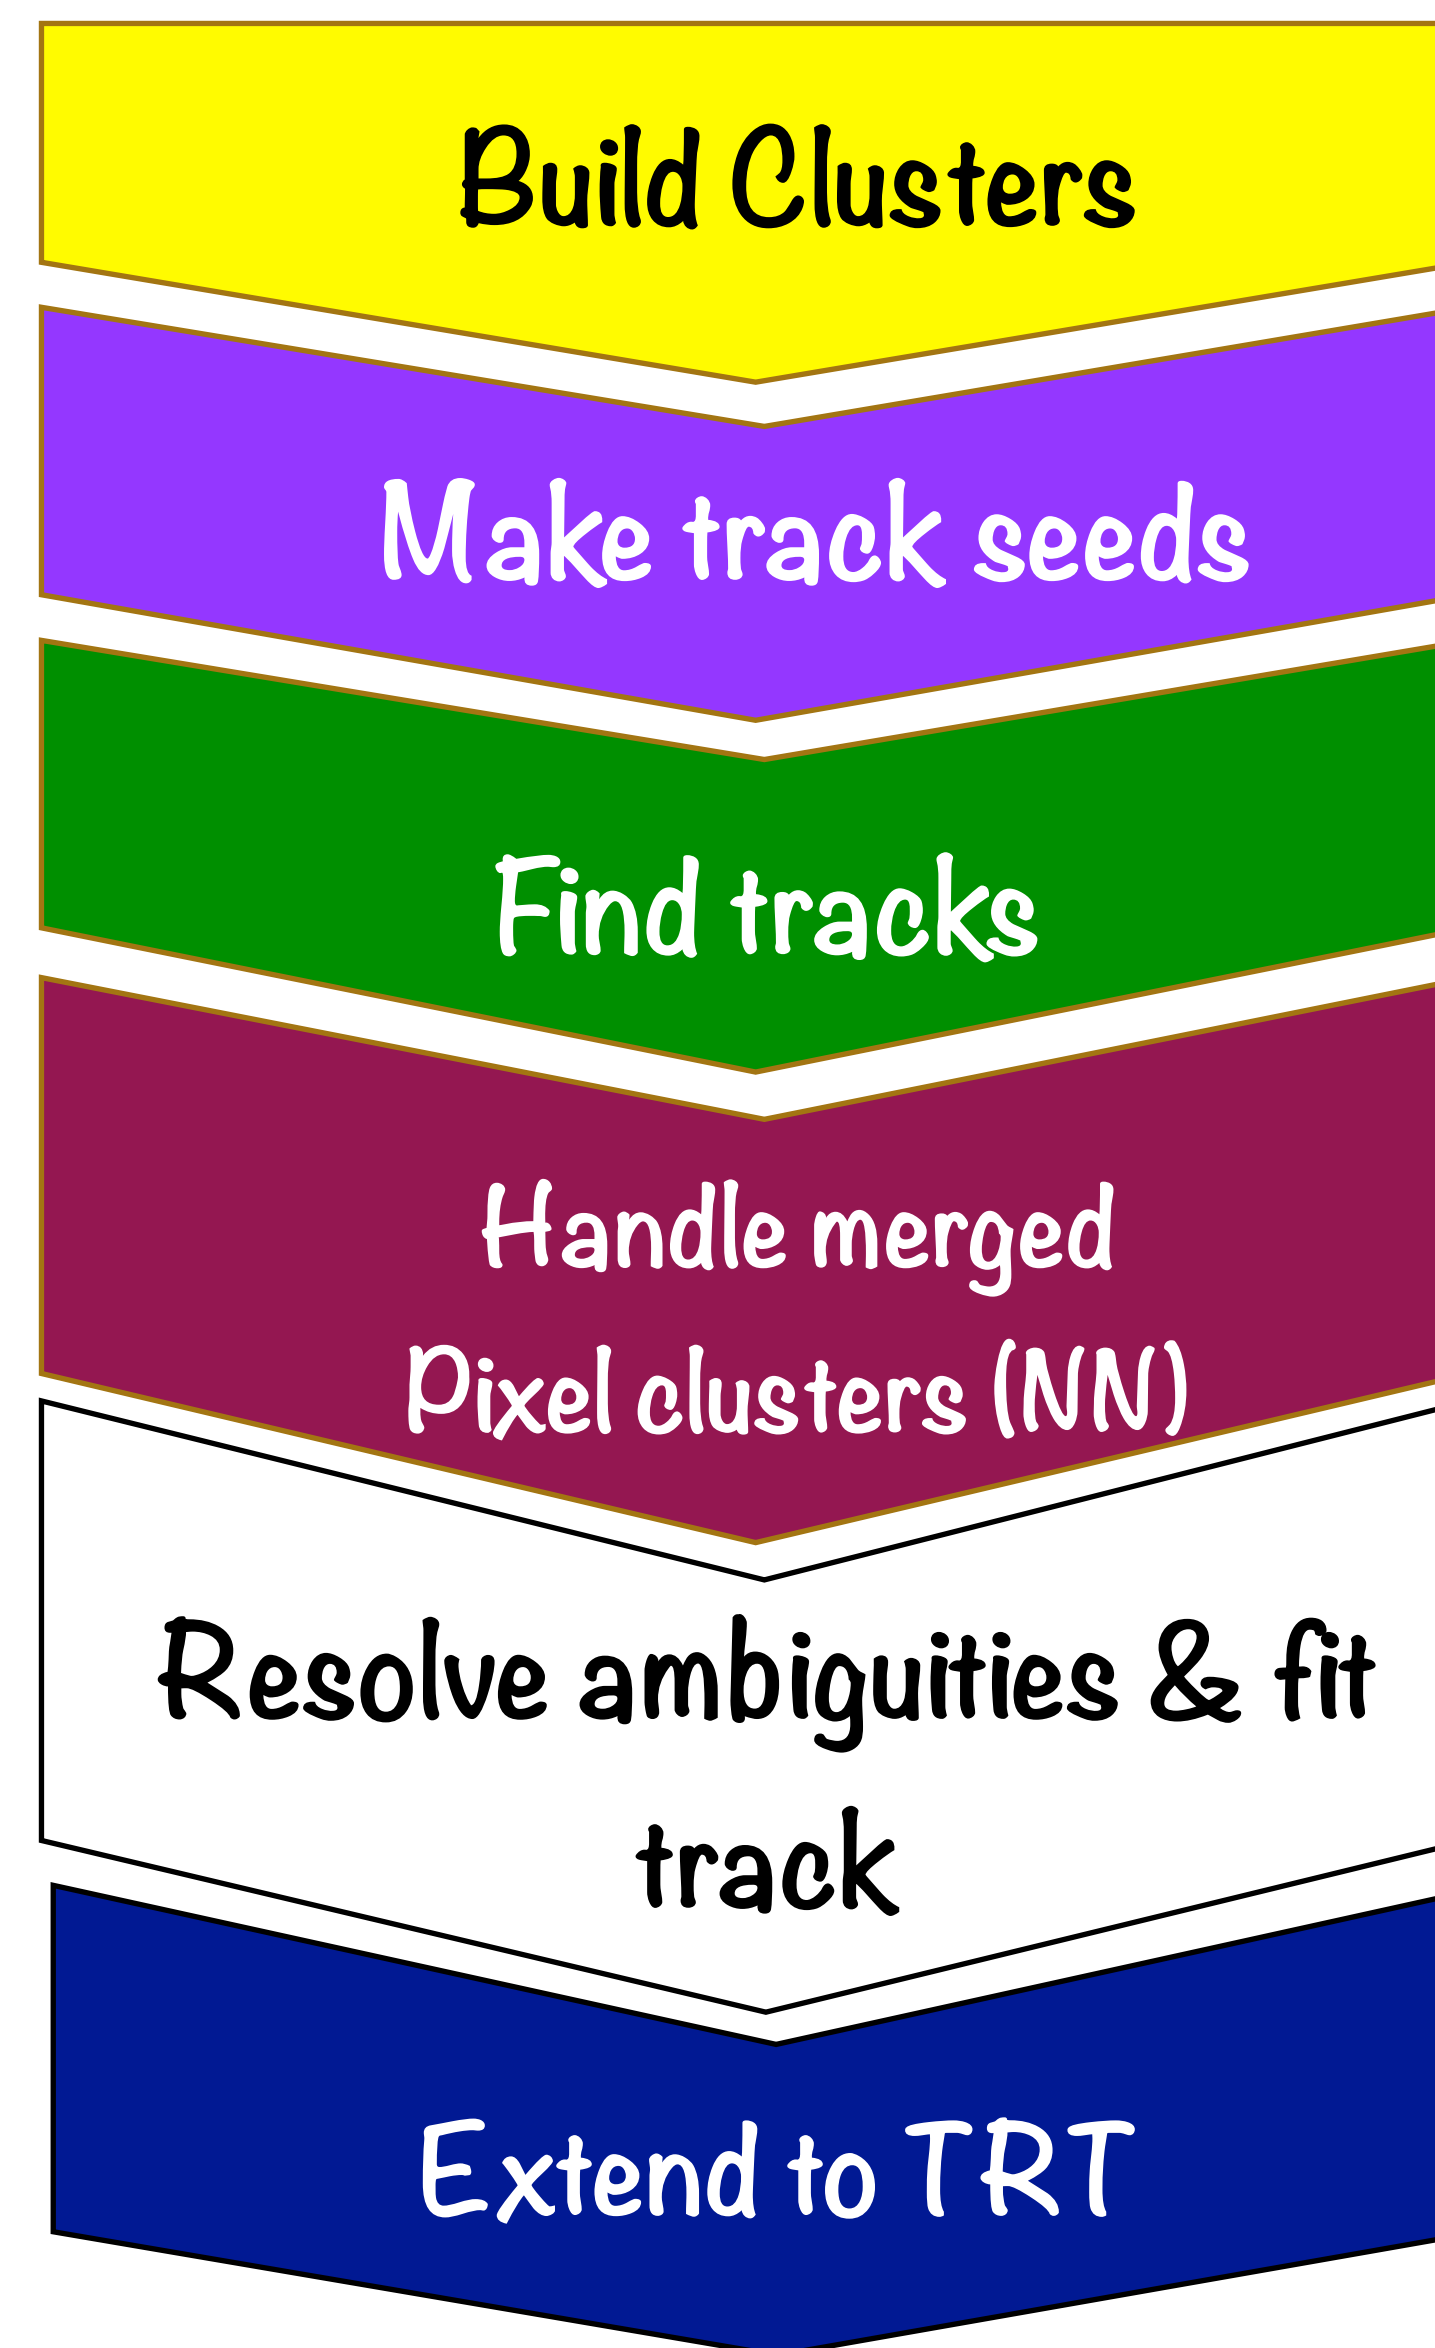 Build Clusters
Make track seeds
Find tracks
Handle merged
Pixel clusters (NN)
Resolve ambiguities & fit
track
Extend to TRT